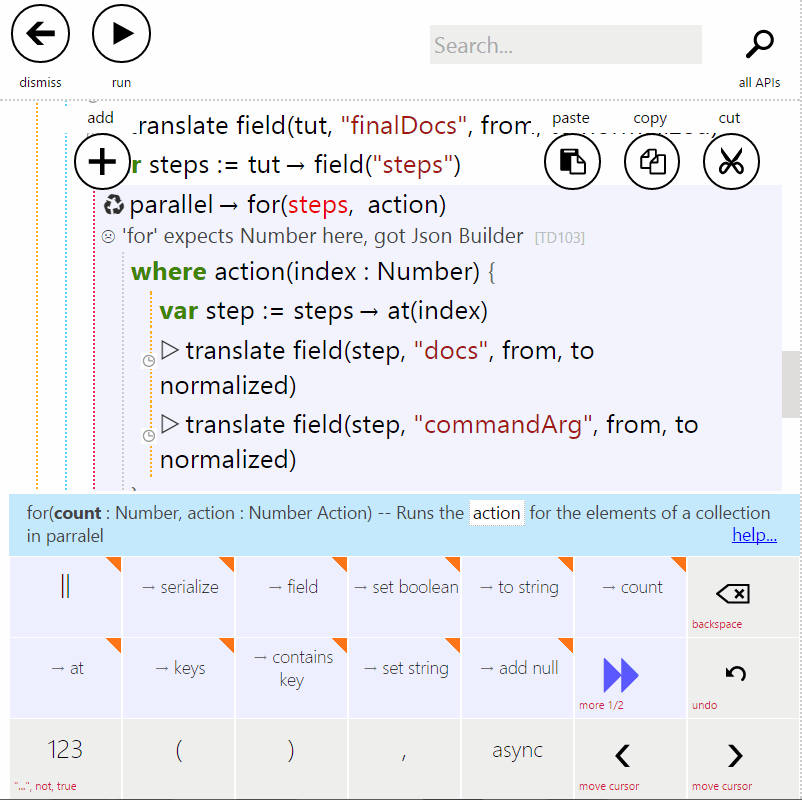 Search...
dismiss
run
all APIs
add
paste
copy
cut
translate field(tut, "finalDocs", from, to normalized)
r steps := tut → field("steps")
parallel → for(steps, action)
'for' expects Number here, got Json Builder [TD103]
where action(index : Number) {
var step := steps → at(index)
▷ translate field(step, "docs", from, to
normalized)
▷ translate field(step, "commandArg", from, to
normalized)
for(count : Number, action : Number Action) -- Runs the action for the elements of a collection
in parralel
help...
||
→ serialize
→ field
→ set boolean
→ to string
→ count
backspace
→ at
→ keys
→ contains
key
→ set string
→ add null
more 1/2
undo
123
"...", not, true
(
)
,
async
move cursor
move cursor